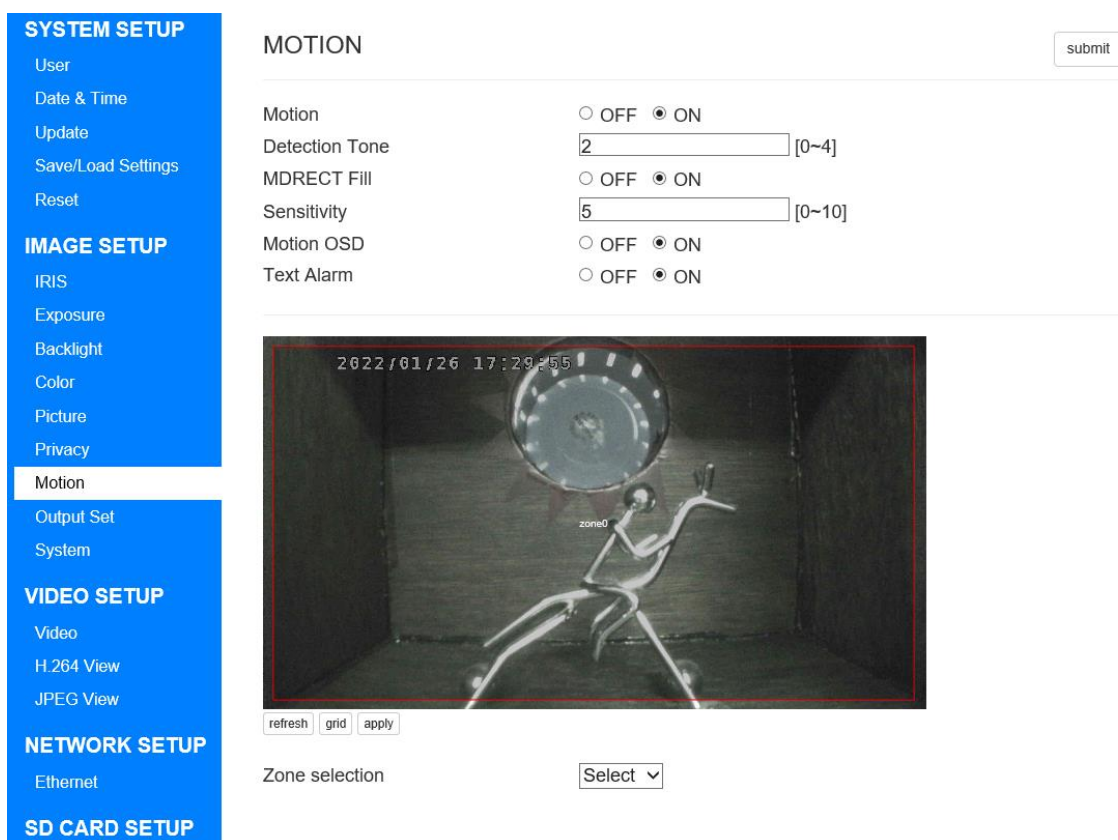 SYSTEM SETUP
User
Date & Time
Update
Save/Load Settings
Reset
IMAGE SETUP
IRIS
Exposure
Backlight
Color
Picture
Privacy
Motion
Output Set
System
VIDEO SETUP
Video
H.264 View
JPEG View
NETWORK SETUP
Ethernet
SD CARD SETUP
MOTION
submit
Motion OFF ON
Detection Tone 2 [0~4]
MDRECT Fill OFF ON
Sensitivity 5 [0~10]
Motion OSD OFF ON
Text Alarm OFF ON
2022/01/26 17:29:55
zone0
refresh grid apply
Zone selection Select